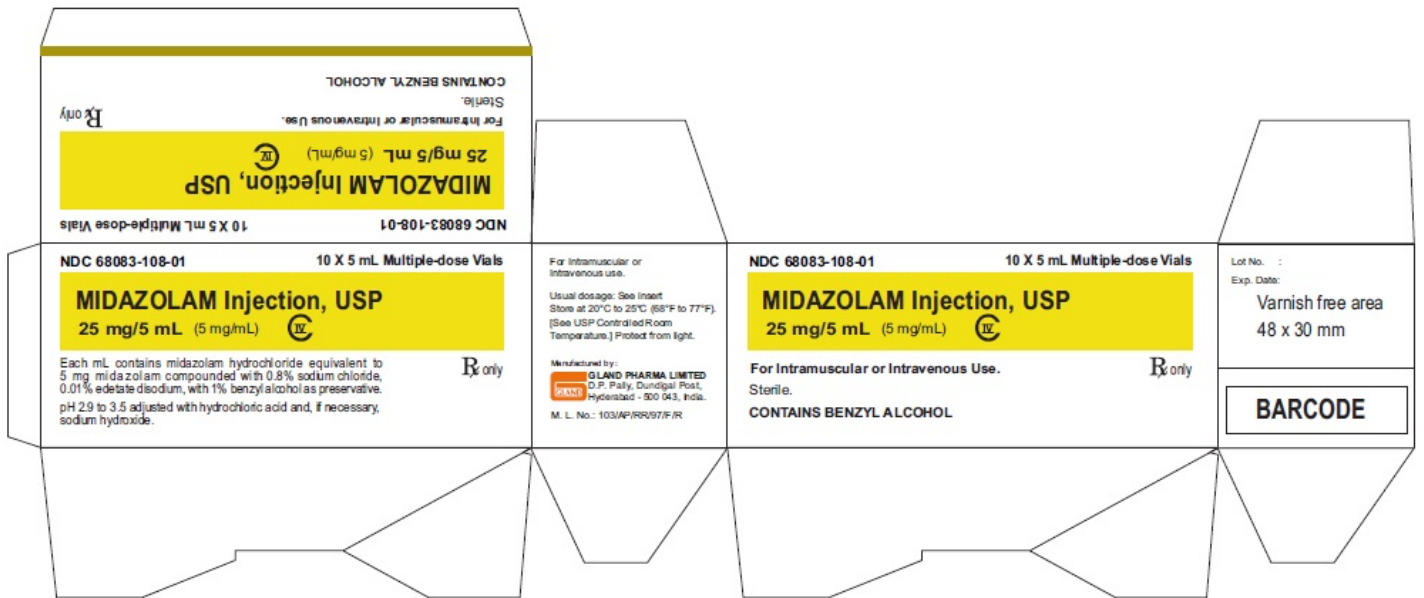 CONTAINS BENZYL ALCOHOL
Sterile.
For Intramuscular or Intravenous Use.
Rx only
25 mg/5 mL (5 mg/mL) CIV
MIDAZOLAM Injection, USP
NDC 68083-108-01 10 X 5 mL Multiple-dose Vials
NDC 68083-108-01 10 X 5 mL Multiple-dose Vials
MIDAZOLAM Injection, USP
25 mg/5 mL (5 mg/mL) CIV
Each mL contains midazolam hydrochloride equivalent to
5 mg midazolam compounded with 0.8% sodium chloride,
0.01% edetate disodium, with 1% benzyl alcohol as preservative.
pH 2.9 to 3.5 adjusted with hydrochloric acid and, if necessary,
sodium hydroxide.
Rx only
For Intramuscular or
Intravenous use.
Usual dosage: See insert
Store at 20°C to 25°C (68°F to 77°F).
[See USP Controlled Room
Temperature.] Protect from light.
Manufactured by:
GLAND
GLAND PHARMA LIMITED
D.P. Pally, Dundigal Post,
Hyderabad - 500 043, India.
M. L. No.: 103/AP/RR/97/F/R
NDC 68083-108-01 10 X 5 mL Multiple-dose Vials
MIDAZOLAM Injection, USP
25 mg/5 mL (5 mg/mL) CIV
For Intramuscular or Intravenous Use.
Rx only
Sterile.
CONTAINS BENZYL ALCOHOL
Lot No. :
Exp. Date:
Varnish free area
48 x 30 mm
BARCODE